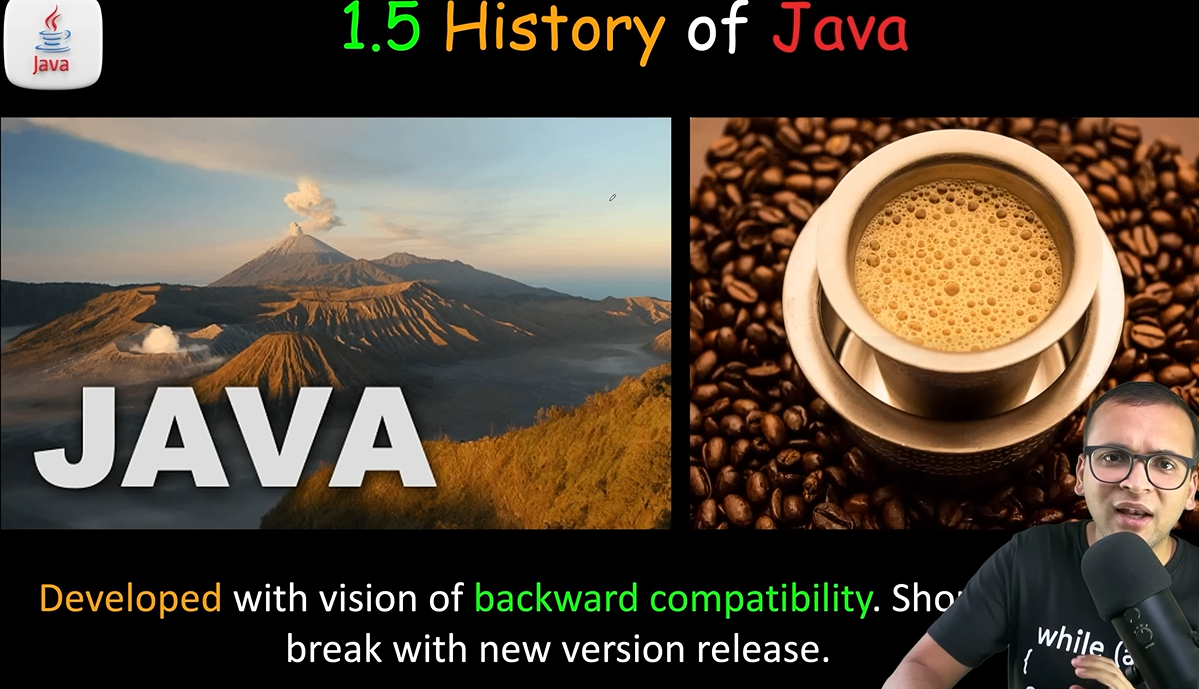 Java
1.5 History of Java
JAVA
Developed with vision of backward compatibility.
break with new version release.
while (a
{